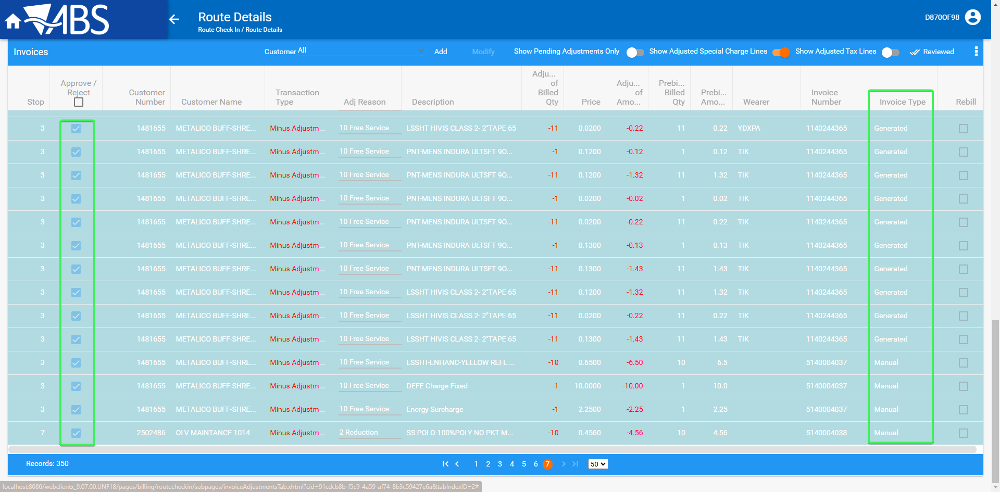 ABS
Route Details
Route Check In / Route Details
D870OF98
Invoices
Customer All
Add
Modify
Show Pending Adjustments Only
Show Adjusted Special Charge Lines
Show Adjusted Tax Lines
Reviewed
Stop
Approve / Reject
Customer Number
Customer Name
Transaction Type
Adj Reason
Description
Adju... of Billed Qty
Price
Adju... of Amo...
Prebi... Billed Qty
Prebi... Amo...
Wearer
Invoice Number
Invoice Type
Rebill
3 1481655 METALICO BUFF-SHRE... Minus Adjustm... 10 Free Service LSSHT HIVIS CLASS 2- 2"TAPE 65 -11 0.0200 -0.22 11 0.22 YDXPA 1140244365 Generated
3 1481655 METALICO BUFF-SHRE... Minus Adjustm... 10 Free Service PNT-MENS INDURA ULTSFT 9O... -1 0.1200 -0.12 1 0.12 TIK 1140244365 Generated
3 1481655 METALICO BUFF-SHRE... Minus Adjustm... 10 Free Service PNT-MENS INDURA ULTSFT 9O... -11 0.1200 -1.32 11 1.32 TIK 1140244365 Generated
3 1481655 METALICO BUFF-SHRE... Minus Adjustm... 10 Free Service PNT-MENS INDURA ULTSFT 9O... -1 0.0200 -0.02 1 0.02 TIK 1140244365 Generated
3 1481655 METALICO BUFF-SHRE... Minus Adjustm... 10 Free Service PNT-MENS INDURA ULTSFT 9O... -11 0.0200 -0.22 11 0.22 TIK 1140244365 Generated
3 1481655 METALICO BUFF-SHRE... Minus Adjustm... 10 Free Service PNT-MENS INDURA ULTSFT 9O... -1 0.1300 -0.13 1 0.13 TIK 1140244365 Generated
3 1481655 METALICO BUFF-SHRE... Minus Adjustm... 10 Free Service PNT-MENS INDURA ULTSFT 9O... -11 0.1300 -1.43 11 1.43 TIK 1140244365 Generated
3 1481655 METALICO BUFF-SHRE... Minus Adjustm... 10 Free Service LSSHT HIVIS CLASS 2- 2"TAPE 65 -11 0.1200 -1.32 11 1.32 TIK 1140244365 Generated
3 1481655 METALICO BUFF-SHRE... Minus Adjustm... 10 Free Service LSSHT HIVIS CLASS 2- 2"TAPE 65 -11 0.0200 -0.22 11 0.22 TIK 1140244365 Generated
3 1481655 METALICO BUFF-SHRE... Minus Adjustm... 10 Free Service LSSHT HIVIS CLASS 2- 2"TAPE 65 -11 0.1300 -1.43 11 1.43 TIK 1140244365 Generated
3 1481655 METALICO BUFF-SHRE... Minus Adjustm... 10 Free Service LSSHT-ENHANC-YELLOW REFL ... -10 0.6500 -6.50 10 6.5 5140004037 Manual
3 1481655 METALICO BUFF-SHRE... Minus Adjustm... 10 Free Service DEFE Charge Fixed -1 10.0000 -10.00 1 10.0 5140004037 Manual
3 1481655 METALICO BUFF-SHRE... Minus Adjustm... 10 Free Service Energy Surcharge -1 2.2500 -2.25 1 2.25 5140004037 Manual
7 2502486 OLV MAINTANCE 1014 Minus Adjustm... 2 Reduction SS POLO-100%POLY NO PKT M... -10 0.4560 -4.56 10 4.56 5140004038 Manual
Records: 350
1 2 3 4 5 6 7
50
localhost:8080/webclientx_9.07.00.UNF18/pages/billing/routecheckin/subpages/invoiceAdjustmentsTab.xhtml?cid=91cdcb8b-f5c9-4a59-af74-8b3c59427e6a&tabIndexID=2#